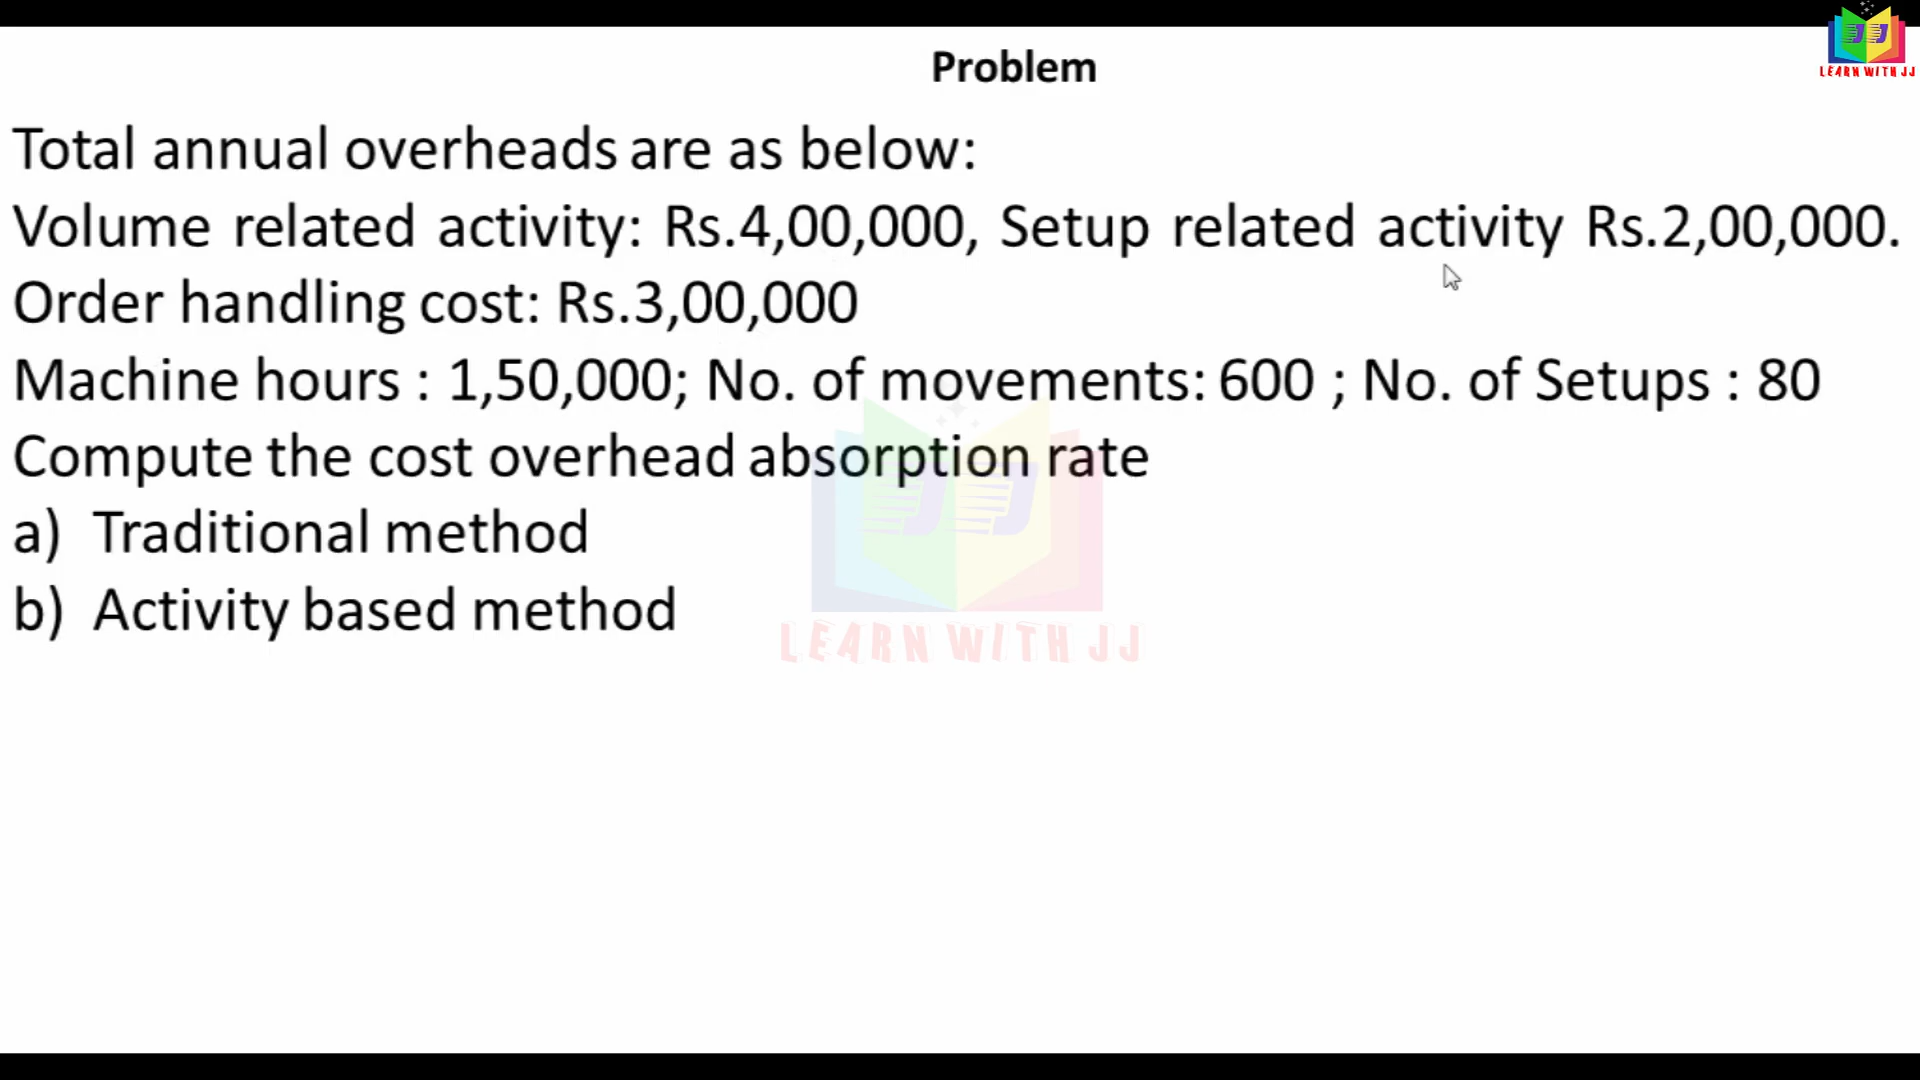 LEARN WITH JJ
Problem
Total annual overheads are as below:
Volume related activity: Rs.4,00,000, Setup related activity Rs.2,00,000.
Order handling cost: Rs.3,00,000
Machine hours : 1,50,000; No. of movements: 600 ; No. of Setups : 80
Compute the cost overhead absorption rate
a) Traditional method
b) Activity based method
LEARN WITH JJ